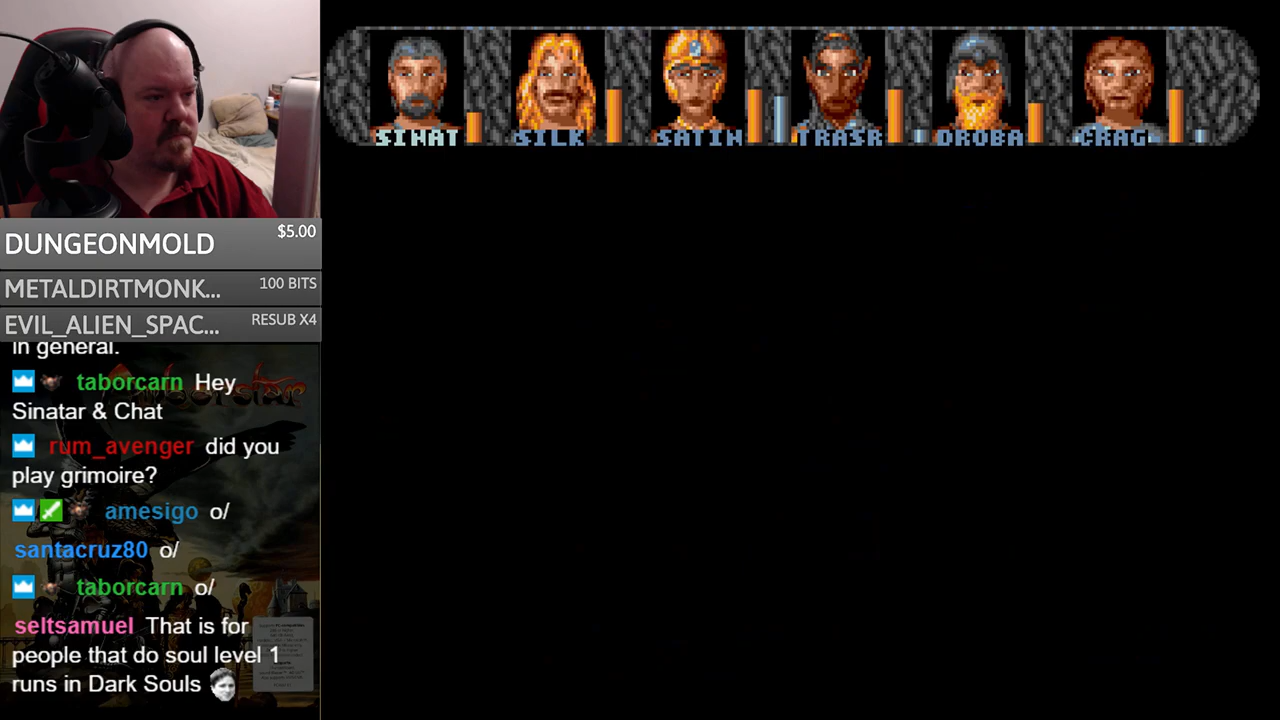 SINAT SILK SATIN TRASR DROBA CRAG
DUNGEONMOLD $5.00
METALDIRTMONK... 100 BITS
EVIL_ALIEN_SPAC... RESUB X4
in general.
taborcarn Hey
Sinatar & Chat
rum_avenger did you
play grimoire?
amesigo o/
santacruz80 o/
taborcarn o/
seltsamuel That is for
people that do soul level 1
runs in Dark Souls